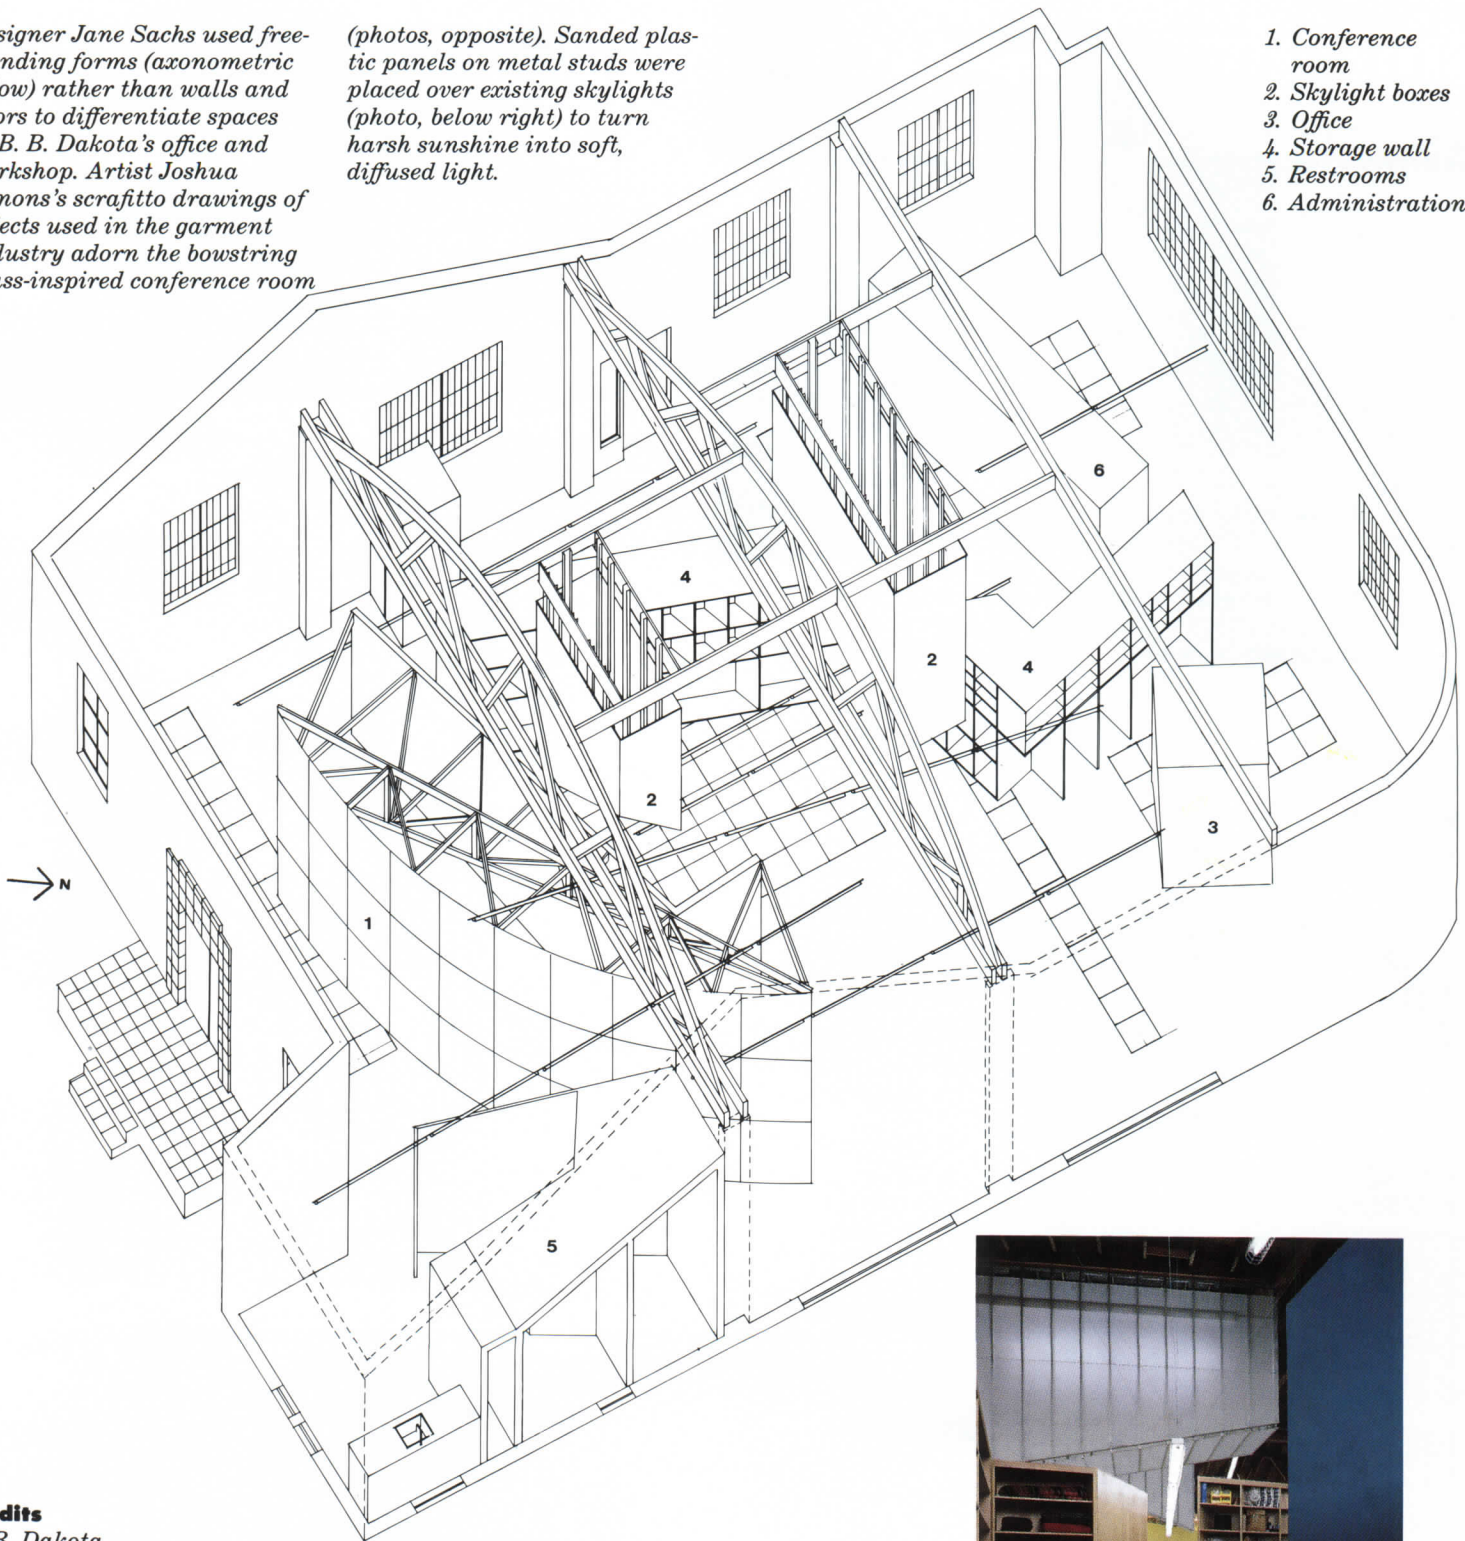 signer Jane Sachs used free-
nding forms (axonometric
ow) rather than walls and
ors to differentiate spaces
B. B. Dakota's office and
rkshop. Artist Joshua
mons's scrafitto drawings of
ects used in the garment
dustry adorn the bowstring
uss-inspired conference room
(photos, opposite). Sanded plas-
tic panels on metal studs were
placed over existing skylights
(photo, below right) to turn
harsh sunshine into soft,
diffused light.
1. Conference
room
2. Skylight boxes
3. Office
4. Storage wall
5. Restrooms
6. Administration
6
4
2
4
2
3
N
1
5
dits
B. Dakota